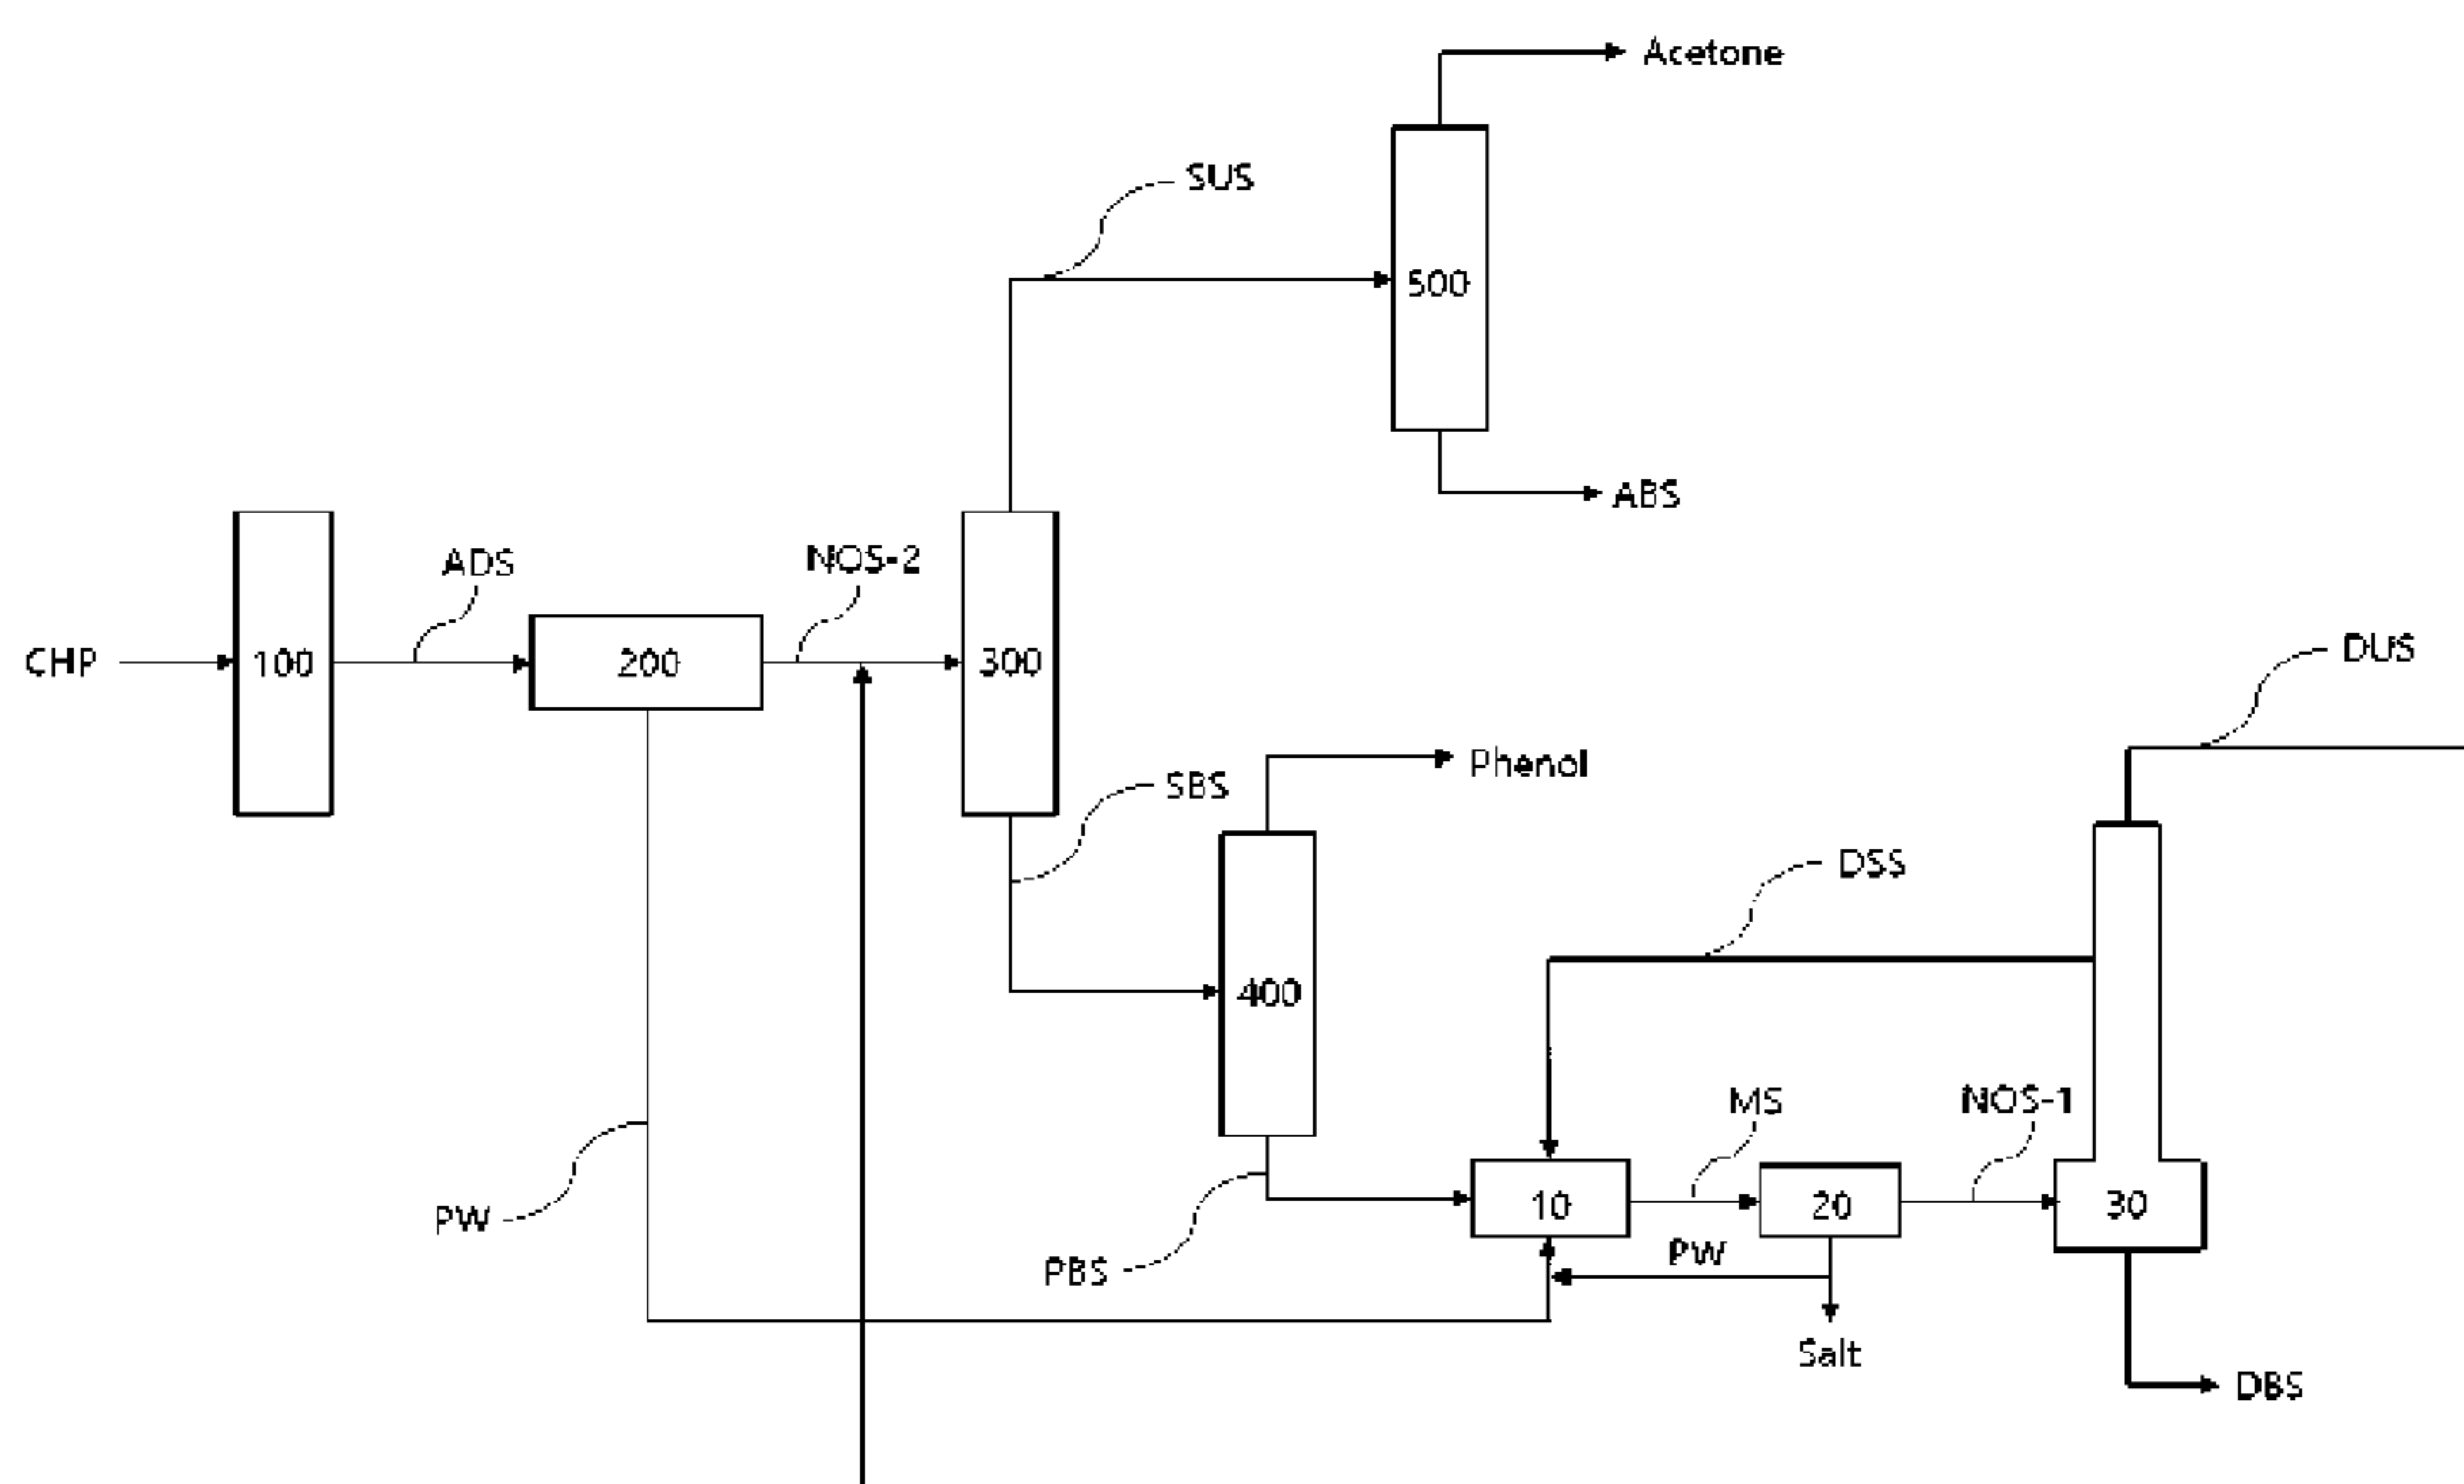 Acetone
SUS
500
ABS
ADS
NOS-2
CHP
100
200
300
DUS
Phenol
SBS
DSS
400
MS
NOS-1
PW
10
20
30
PBS
PW
Salt
DBS